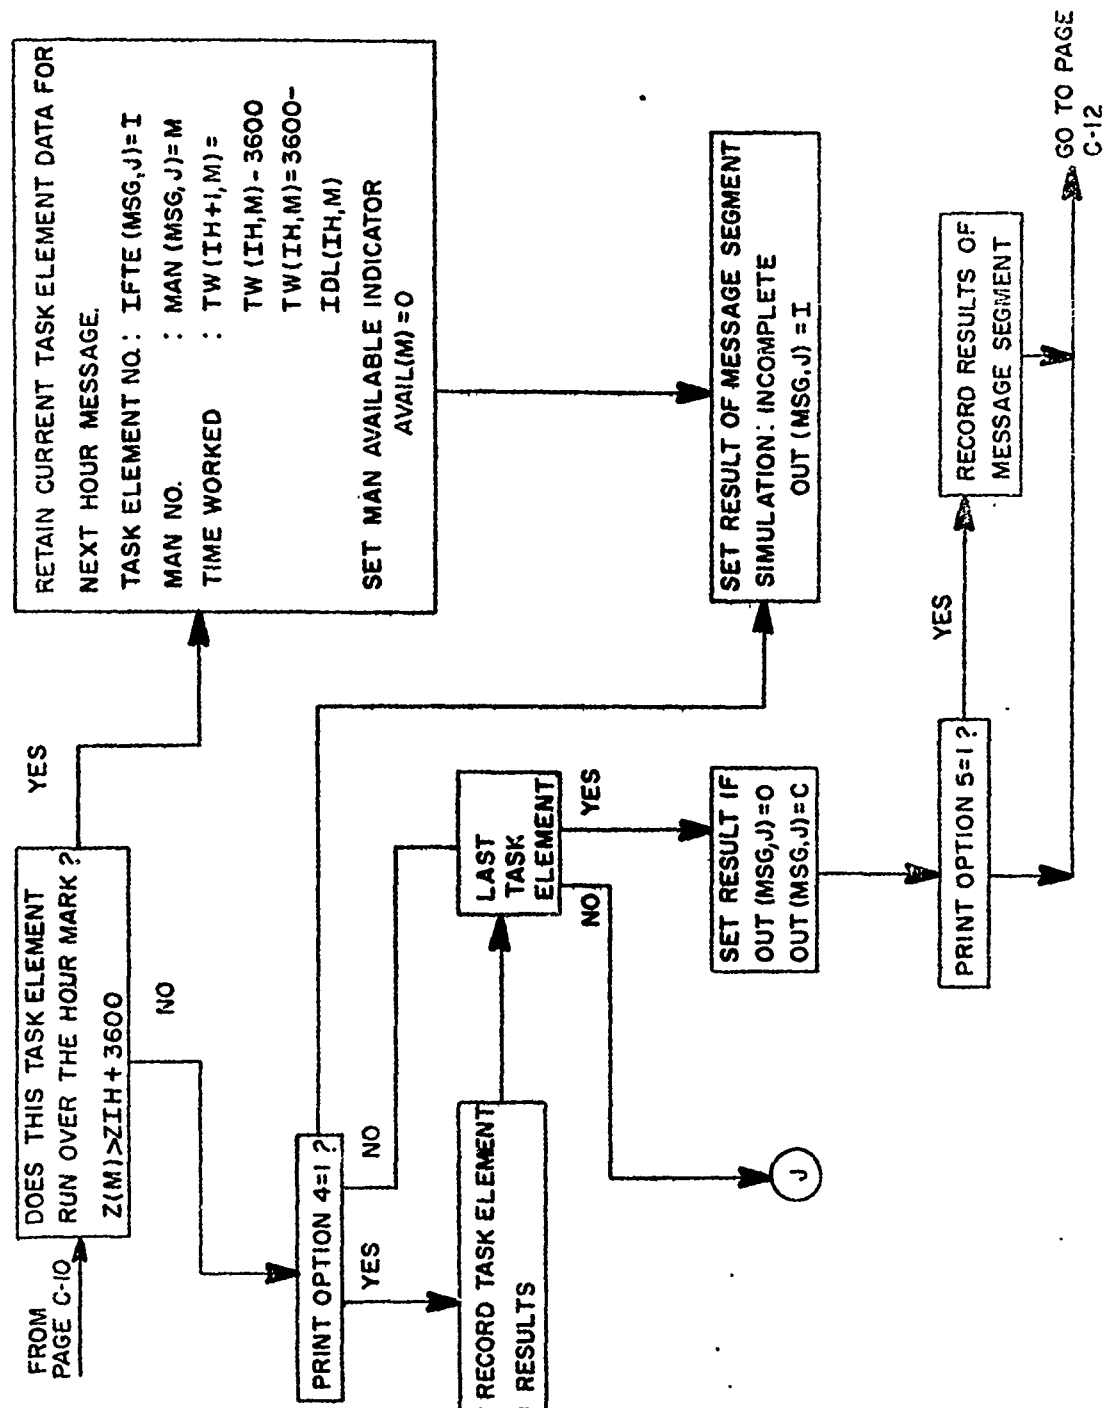 FROM
PAGE C-10
DOES THIS TASK ELEMENT
RUN OVER THE HOUR MARK?
Z(M)>ZIH+3600
YES
NO
RETAIN CURRENT TASK ELEMENT DATA FOR
NEXT HOUR MESSAGE.
TASK ELEMENT NO.: IFTE (MSG,J)=I
MAN NO. : MAN (MSG,J)=M
TIME WORKED : TW(IH+1,M)=
TW(IH,M)-3600
TW(IH,M)=3600-
IDL(IH,M)
SET MAN AVAILABLE INDICATOR
AVAIL(M)=0
PRINT OPTION 4=1?
YES
NO
RECORD TASK ELEMENT
RESULTS
LAST
TASK
ELEMENT
NO
YES
J
SET RESULT OF MESSAGE SEGMENT
SIMULATION: INCOMPLETE
OUT (MSG,J)=I
SET RESULT IF
OUT (MSG,J)=0
OUT (MSG,J)=C
PRINT OPTION 5=1?
YES
RECORD RESULTS OF
MESSAGE SEGMENT
GO TO PAGE
C-12